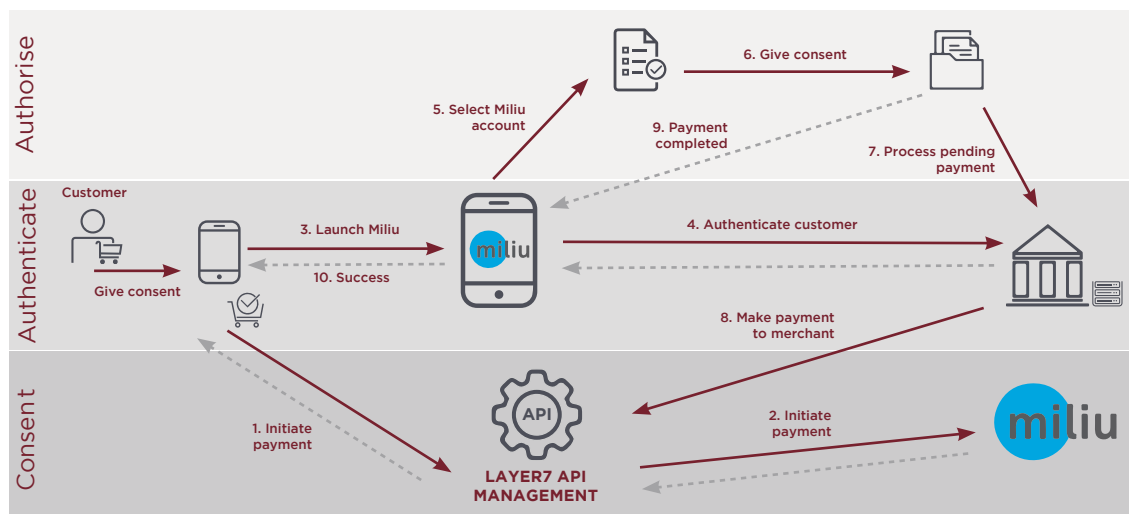 Authorise
6. Give consent
5. Select Miliu
account
9. Payment
completed
7. Process pending
payment
Authenticate
Customer
Give consent
3. Launch Miliu
10. Success
miliu
4. Authenticate customer
8. Make payment
to merchant
Consent
1. Initiate
payment
API
LAYER7 API
MANAGEMENT
2. Initiate
payment
miliu